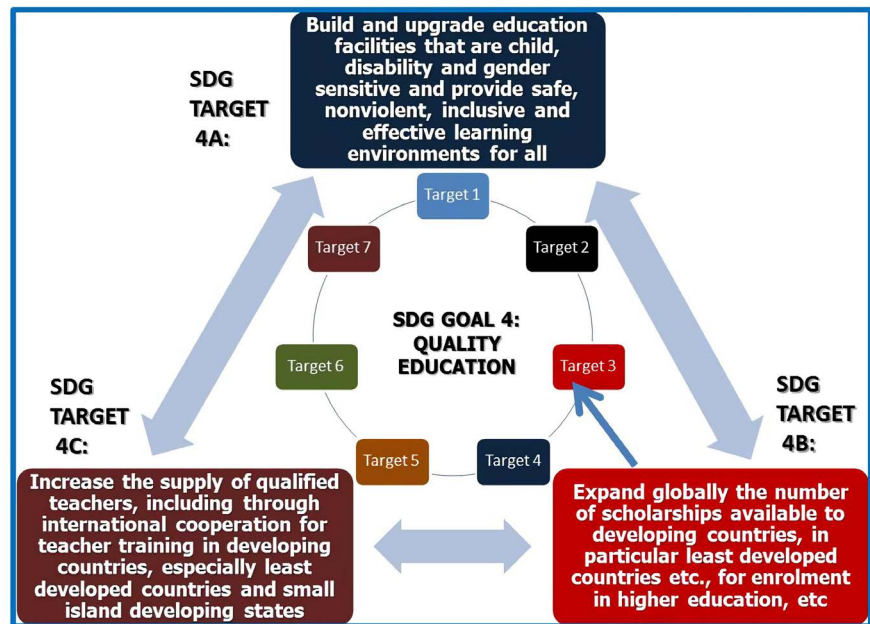 Build and upgrade education
facilities that are child,
disability and gender
sensitive and provide safe,
nonviolent, inclusive and
effective learning
environments for all
SDG
TARGET
4A:
Target 1
Target 7
Target 2
SDG GOAL 4:
QUALITY
EDUCATION
Target 6
Target 3
Target 5
Target 4
SDG
TARGET
4C:
SDG
TARGET
4B:
Increase the supply of qualified
teachers, including through
international cooperation for
teacher training in developing
countries, especially least
developed countries and small
island developing states
Expand globally the number
of scholarships available to
developing countries, in
particular least developed
countries etc., for enrolment
in higher education, etc